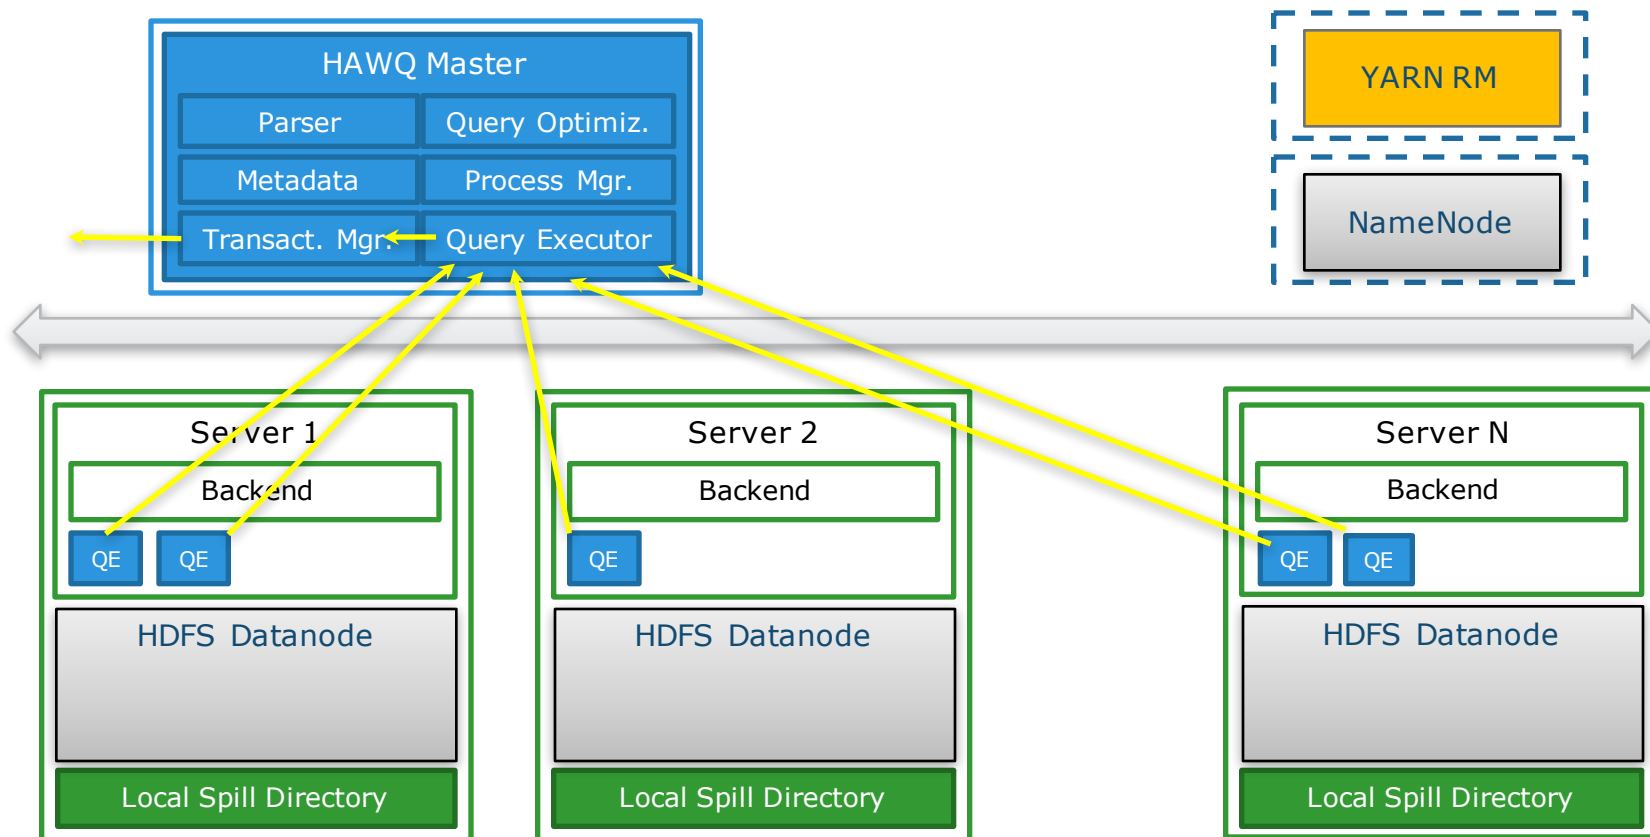 HAWQ Master
Parser
Query Optimiz.
Metadata
Process Mgr.
Transact. Mgr.
Query Executor
YARN RM
NameNode
Server 1
Backend
QE
QE
HDFS Datanode
Local Spill Directory
Server 2
Backend
QE
HDFS Datanode
Local Spill Directory
Server N
Backend
QE
QE
HDFS Datanode
Local Spill Directory